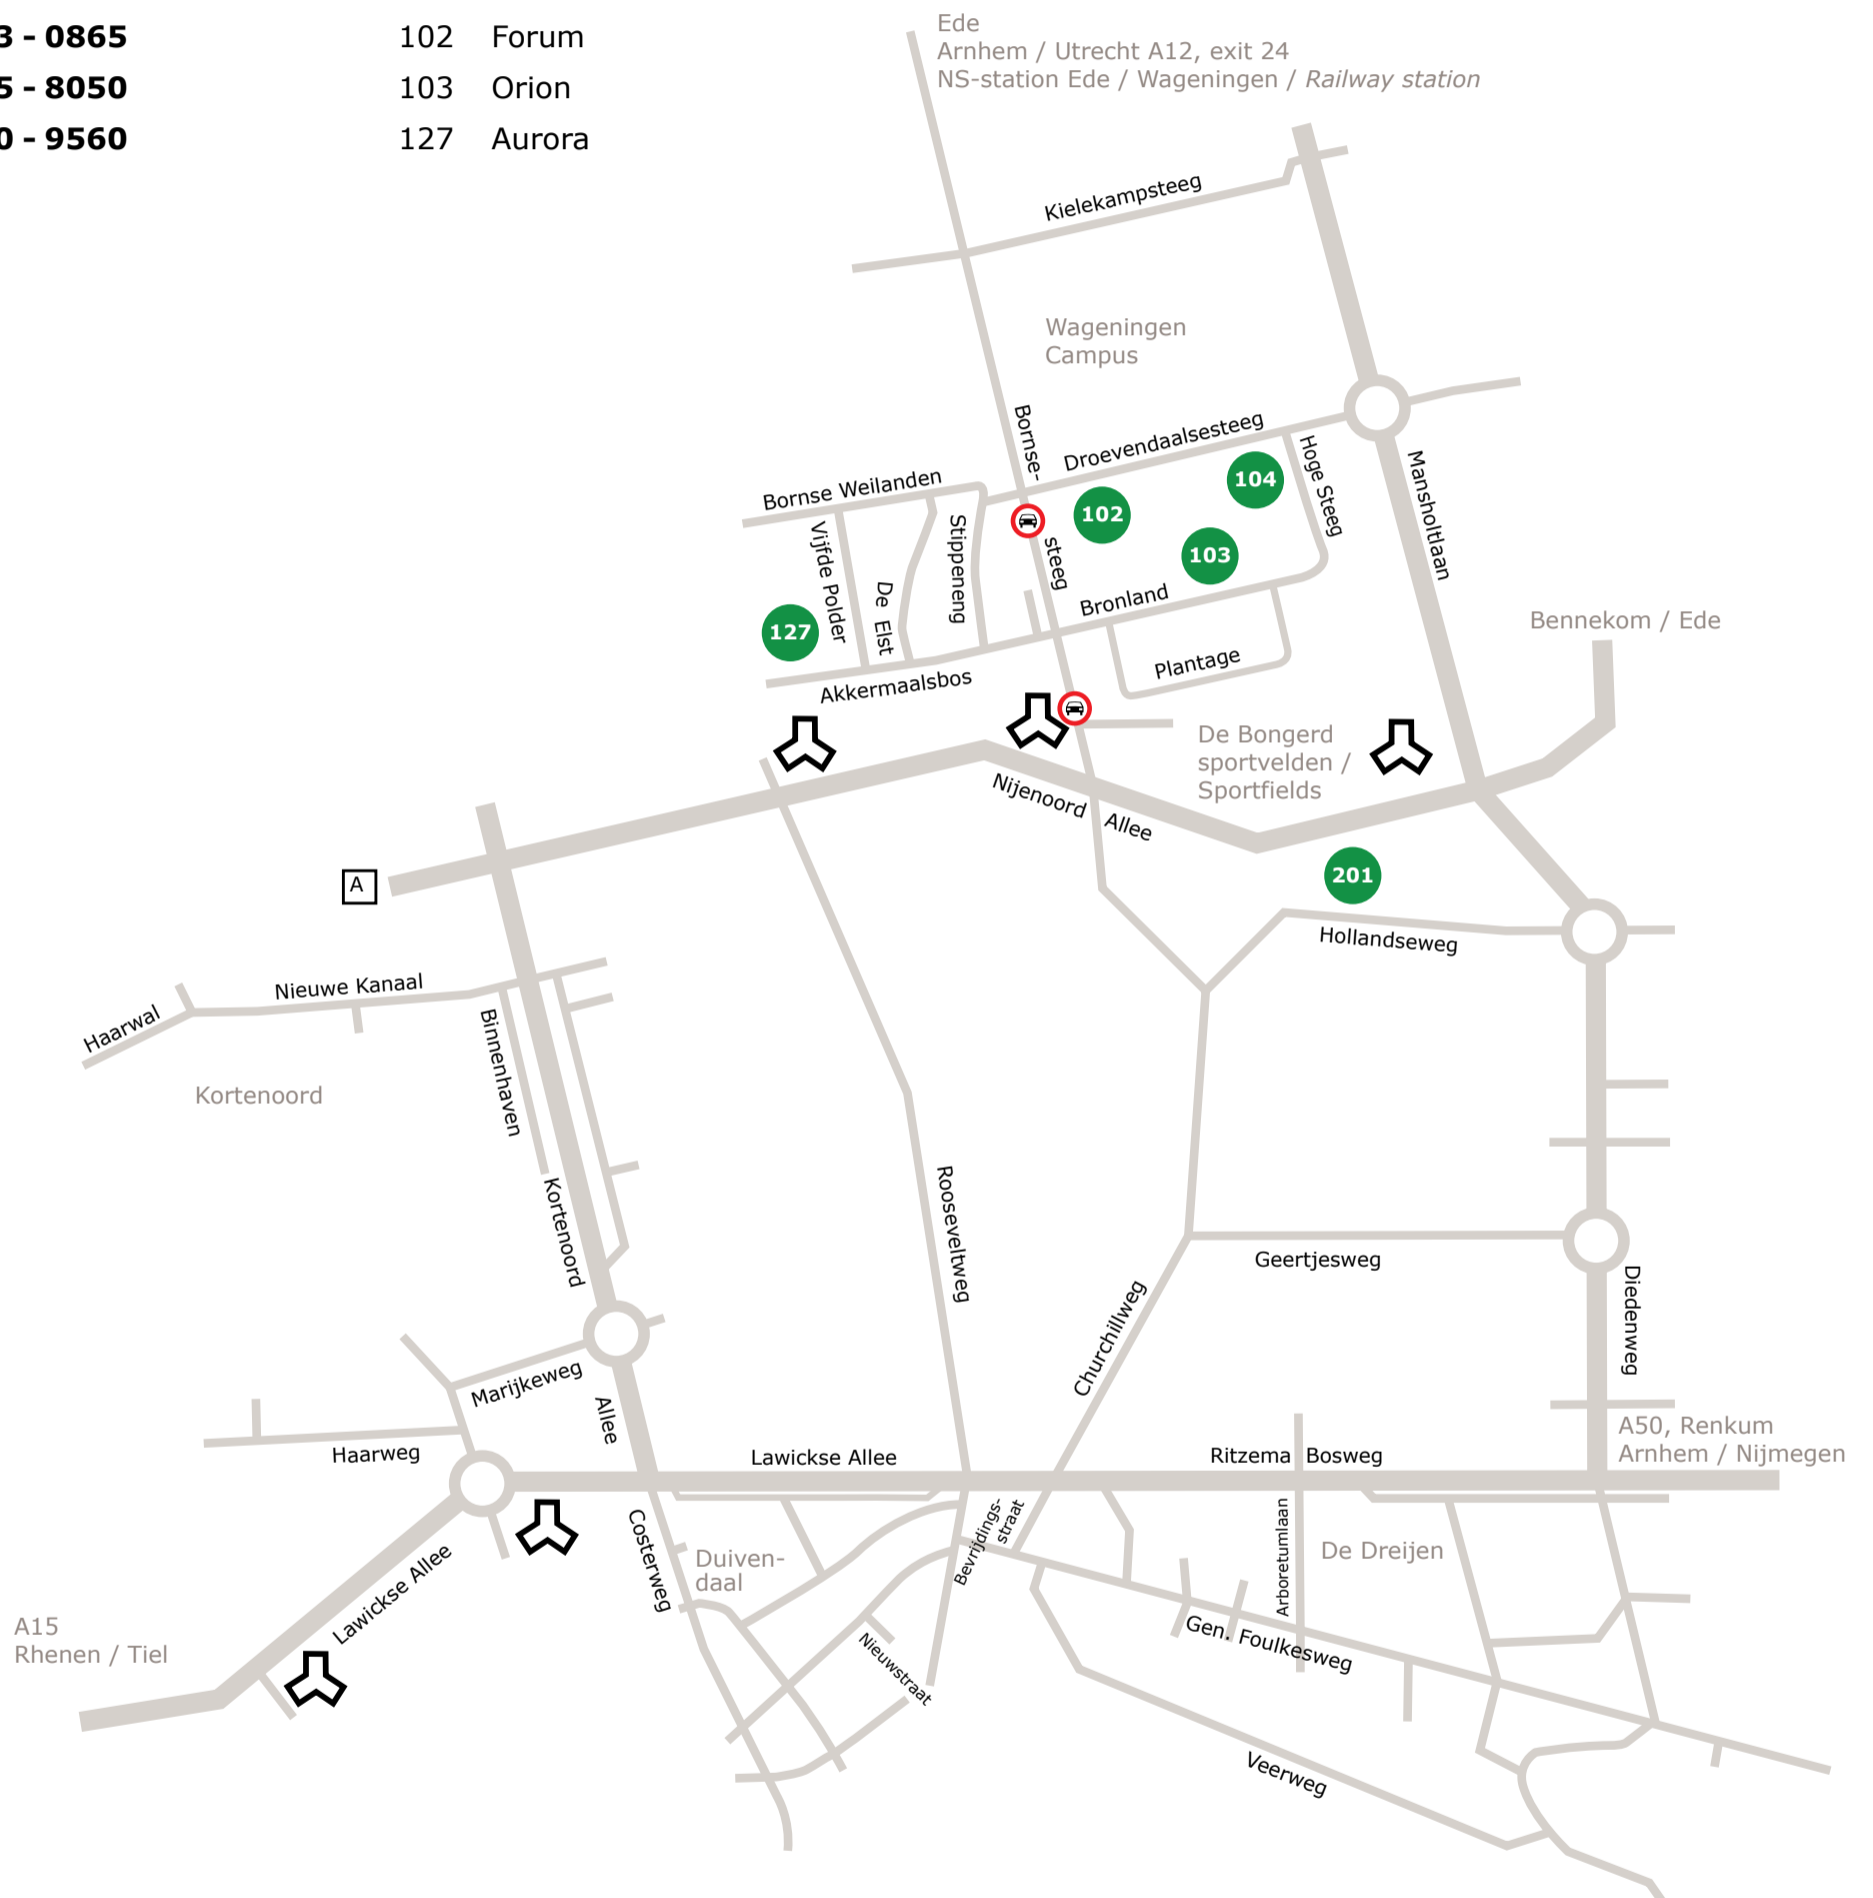 3 - 0865
5 - 8050
0 - 9560
102 Forum
103 Orion
127 Aurora
Ede
Arnhem / Utrecht A12, exit 24
NS-station Ede / Wageningen / Railway station
Kielekampsteeg
Wageningen
Campus
Bornse-
steeg
Droevendaalsesteeg
Hoge Steeg
Mansholtlaan
Bornse Weilanden
Vijfde Polder
De Elst
Stippeneng
104
102
103
127
Bronland
Plantage
Akkermaalsbos
Bennekom / Ede
De Bongerd
sportvelden /
Sportfields
Nijenoord Allee
A
201
Hollandseweg
Nieuwe Kanaal
Haarwal
Binnenhaven
Kortenoord
Kortenoord
Allee
Rooseveltweg
Geertjesweg
Churchillweg
Diedenweg
Marijkeweg
Haarweg
Lawickse Allee
Ritzema Bosweg
A50, Renkum
Arnhem / Nijmegen
Lawickse Allee
Costerweg
Duiven-
daal
Bevrijdings-
straat
Arboretumlaan
De Dreijen
A15
Rhenen / Tiel
Nieuwstraat
Gen. Foulkesweg
Veerweg